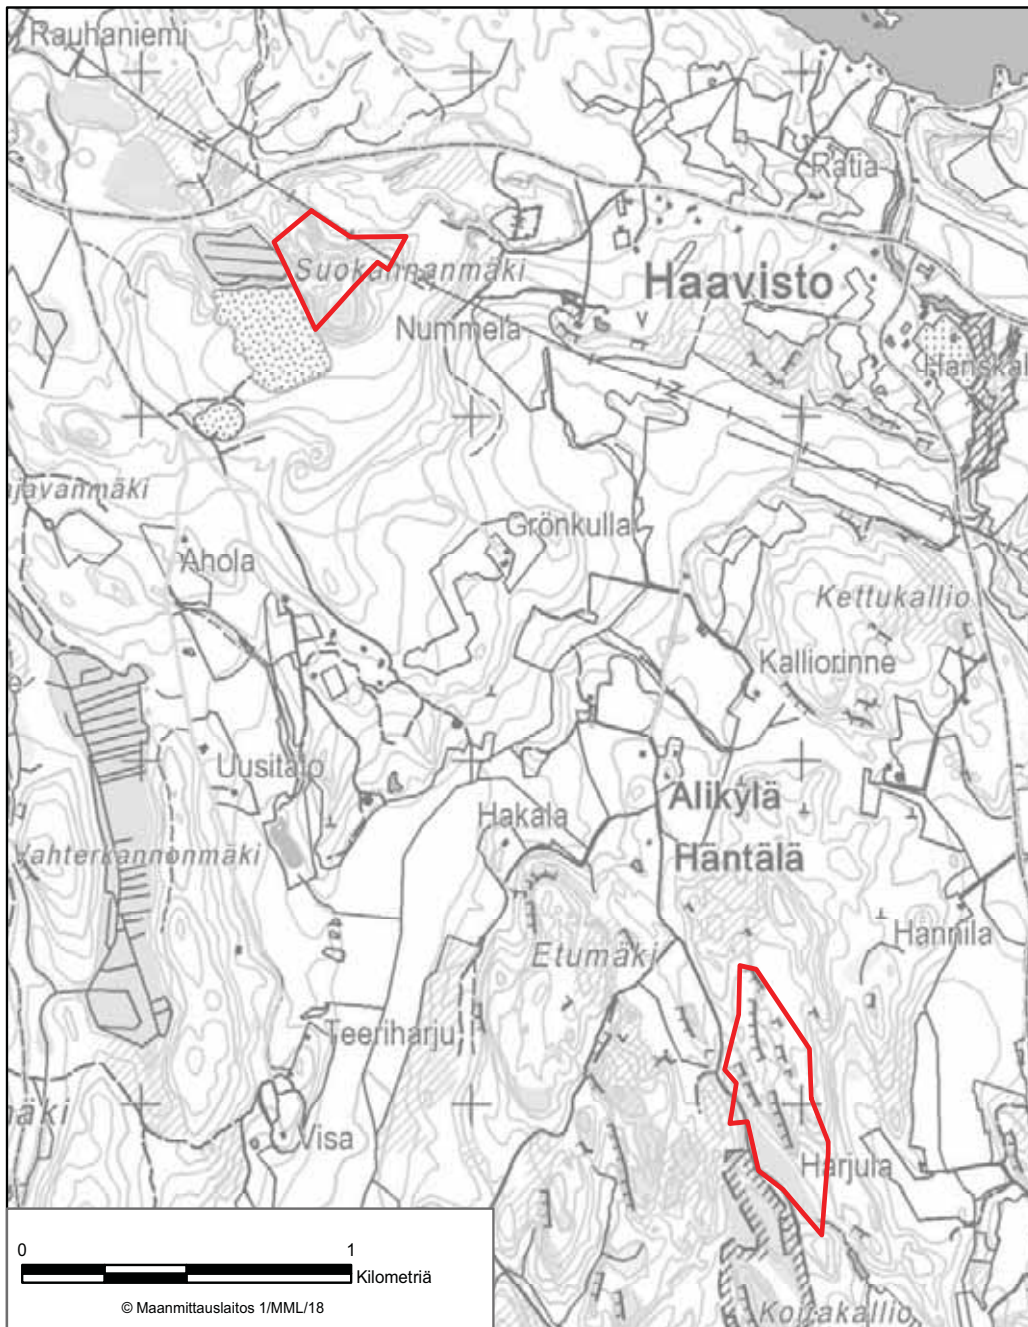 Rauhaniemi
Ratia
Suokannanmäki
Haavisto
Nummela
Grönkulla
Ahola
Kettukallio
Kalliorinne
Uusitalo
Alikylä
Hakala
Vahterkannonmäki
Häntälä
Hannila
Etumäki
Teeriharju
Visa
Harjula
Koirakallio
0 1
Kilometriä
© Maanmittauslaitos 1/MML/18